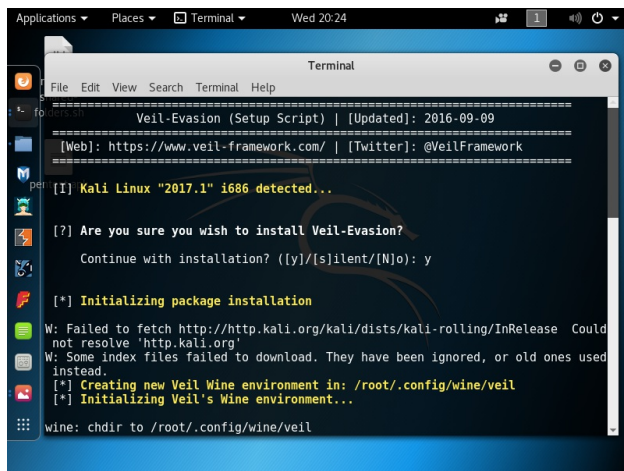 Applications Places Terminal Wed 20:24 1
Terminal
File Edit View Search Terminal Help
folders.sh
==========================================================================
Veil-Evasion (Setup Script) | [Updated]: 2016-09-09
==========================================================================
[Web]: https://www.veil-framework.com/ | [Twitter]: @VeilFramework
==========================================================================
[I] Kali Linux "2017.1" i686 detected...
[?] Are you sure you wish to install Veil-Evasion?
Continue with installation? ([y]/[s]ilent/[N]o): y
[*] Initializing package installation
W: Failed to fetch http://http.kali.org/kali/dists/kali-rolling/InRelease Could
not resolve 'http.kali.org'
W: Some index files failed to download. They have been ignored, or old ones used
instead.
[*] Creating new Veil Wine environment in: /root/.config/wine/veil
[*] Initializing Veil's Wine environment...
wine: chdir to /root/.config/wine/veil